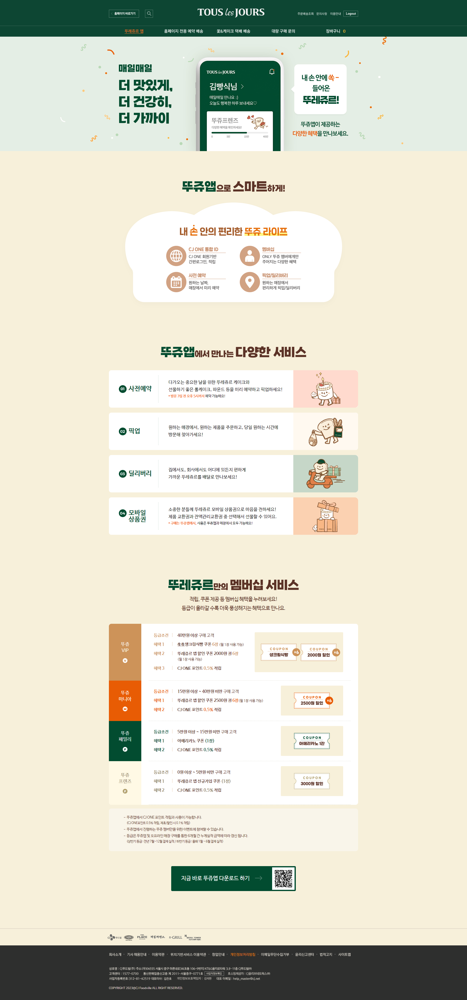 홈페이지 바로가기
TOUS les JOURS
주문배송조회 문의사항 이용안내 Logout
뚜레쥬르 앱 홈페이지 전용 예약 배송 꽃&케이크 택배 배송 대량 구매 문의 장바구니 0
매일매일
더 맛있게,
더 건강히,
더 가까이
TOUS les JOURS
김빵식님
매일매일 만나요 :)
오늘도 행복한 하루 보내세요♡
뚜쥬프렌즈
다양한 혜택을 확인하세요!
0 5만 15만 40만
내 손 안에 쏙 -
들어온
뚜레쥬르!
뚜쥬앱이 제공하는
다양한 혜택을 만나보세요.
뚜쥬앱으로 스마트하게!
내 손 안의 편리한 뚜쥬 라이프
CJ ONE 통합 ID
CJ ONE 회원기반
간편로그인, 적립
멤버십
ONLY 뚜쥬 멤버에게만
주어지는 다양한 혜택
사전 예약
원하는 날짜,
매장에서 미리 예약
픽업/딜리버리
원하는 매장에서
편리하게 픽업/딜리버리
뚜쥬앱에서 만나는 다양한 서비스
01 사전예약
다가오는 중요한 날을 위한 뚜레쥬르 케이크와
선물하기 좋은 롤케이크, 파운드 등을 미리 예약하고 픽업하세요!
* 방문 3일 전 오후 5시까지 예약 가능해요!
02 픽업
원하는 매장에서, 원하는 제품을 주문하고, 당일 원하는 시간에
방문해 찾아가세요!
03 딜리버리
집에서도, 회사에서도 어디에 있든지 편하게
가까운 뚜레쥬르를 배달로 만나보세요!
04 모바일
상품권
소중한 분들께 뚜레쥬르 모바일 상품권으로 마음을 전하세요!
제품 교환권과 잔액관리교환권 중 선택해서 선물할 수 있어요.
* 구매는 뚜쥬앱에서, 사용은 뚜쥬앱과 매장에서 모두 가능해요!
TOUS JOURS
뚜레쥬르만의 멤버십 서비스
적립, 쿠폰 제공 등 멤버십 혜택을 누려보세요!
등급이 올라갈 수록 더욱 풍성해지는 혜택으로 만나요.
뚜쥬
VIP
V
등급조건 40만원 이상 구매 고객
혜택 1 生生생크림식빵 쿠폰 6장 (월 1장 사용 가능)
혜택 2 뚜레쥬르 앱 할인 쿠폰 2000원 권 6장
(월 1장 사용 가능)
혜택 3 CJ ONE 포인트 0.5% 적립
COUPON
생크림식빵
x6
COUPON
2000원 할인
x6
뚜쥬
마니아
M
등급조건 15만원 이상 ~ 40만원 미만 구매 고객
혜택 1 뚜레쥬르 앱 할인 쿠폰 2500원 권 6장 (월 1장 사용 가능)
혜택 2 CJ ONE 포인트 0.5% 적립
COUPON
2500원 할인
x6
뚜쥬
패밀리
F
등급조건 5만원 이상 ~ 15만원 미만 구매 고객
혜택 1 아메리카노 쿠폰 (1장)
혜택 2 CJ ONE 포인트 0.5% 적립
COUPON
아메리카노 1잔
뚜쥬
프렌즈
F
등급조건 0원 이상 ~ 5만원 미만 구매 고객
혜택 1 뚜레쥬르 앱 신규가입 쿠폰 (1장)
혜택 2 CJ ONE 포인트 0.5% 적립
COUPON
3000원 할인
- 뚜쥬앱에서 CJ ONE 포인트 적립과 사용이 가능합니다.
(CJ ONE포인트 0.5% 적립, 제휴/할인 시 0.1% 적립)
- 뚜쥬앱에서 진행하는 뚜쥬 멤버만을 위한 이벤트에 참여할 수 있습니다.
- 등급은 뚜쥬앱 및 오프라인 매장 구매를 통한 6개월 간 누계실적 금액에 따라 갱신 됩니다.
(상반기 등급 : 전년 7월~12월 결제 실적 / 하반기 등급 : 올해 1월 ~ 6월 결제 실적)
지금 바로 뚜쥬앱 다운로드 하기
CJ 푸드빌 VIPS THE PLACE 제일제면소 n·GRILL N SEOUL TOWER
회사소개 기사 채용안내 이용약관 위치기반서비스 이용약관 창업안내 개인정보처리방침 이메일무단수집거부 윤리신고센터 법적고지 사이트맵
상호명 : CJ푸드빌(주) 주소:(우)04555 서울시 중구 마른내로34(초동 106-9번지) KT&G을지로타워 3,9 -11층 CJ푸드빌㈜
고객센터 : 1577-0700 통신판매업종신고증 제 2011-서울중구-0771호 사업자정보확인 호스팅제공자 : CJ올리브네트웍스㈜
사업자등록번호:312-81-42519 대표이사 : 김찬호 개인정보보호책임자 : 김재환 대표 이메일 : help_master@cj.net
COPYRIGHT 2023©CJ Foodville ALL RIGHT RESERVED.